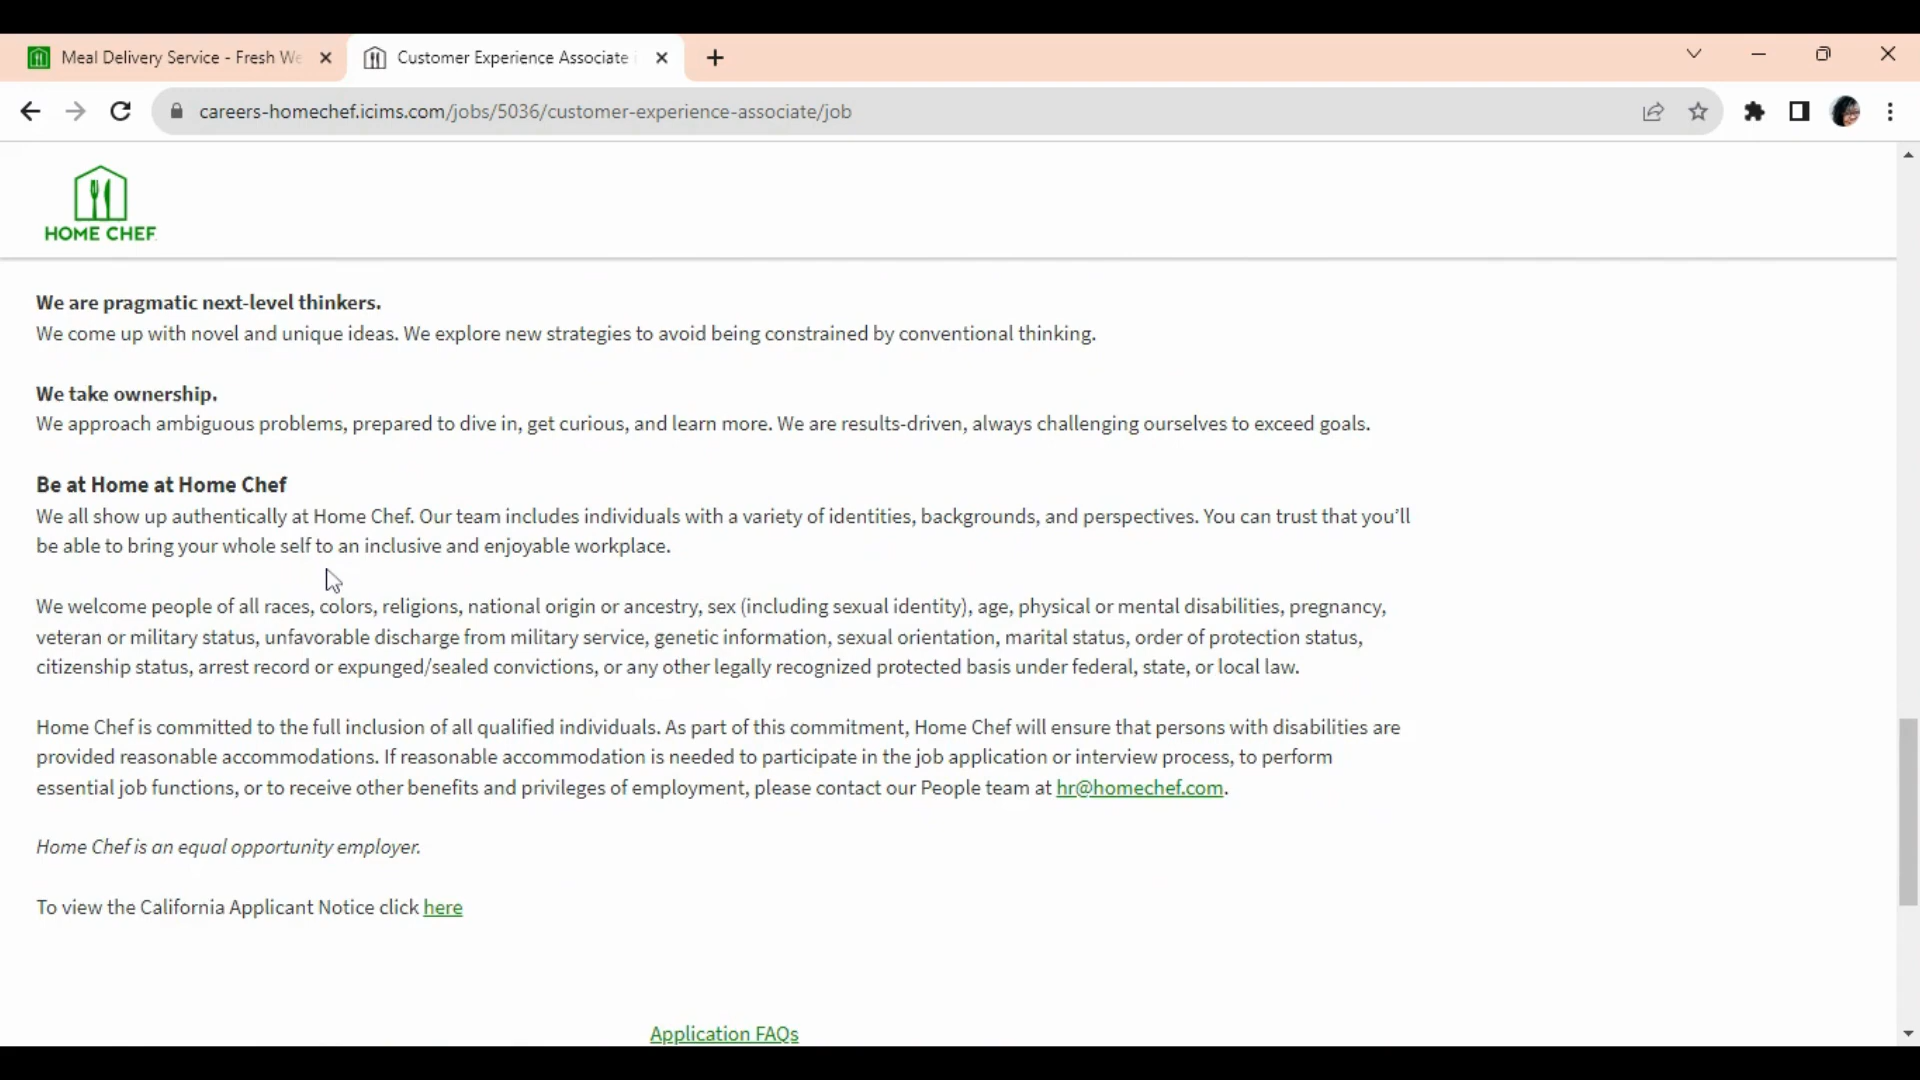 Meal Delivery Service - Fresh We
Customer Experience Associate
careers-homechef.icims.com/jobs/5036/customer-experience-associate/job
HOME CHEF
We are pragmatic next-level thinkers.
We come up with novel and unique ideas. We explore new strategies to avoid being constrained by conventional thinking.
We take ownership.
We approach ambiguous problems, prepared to dive in, get curious, and learn more. We are results-driven, always challenging ourselves to exceed goals.
Be at Home at Home Chef
We all show up authentically at Home Chef. Our team includes individuals with a variety of identities, backgrounds, and perspectives. You can trust that you’ll
be able to bring your whole self to an inclusive and enjoyable workplace.
We welcome people of all races, colors, religions, national origin or ancestry, sex (including sexual identity), age, physical or mental disabilities, pregnancy,
veteran or military status, unfavorable discharge from military service, genetic information, sexual orientation, marital status, order of protection status,
citizenship status, arrest record or expunged/sealed convictions, or any other legally recognized protected basis under federal, state, or local law.
Home Chef is committed to the full inclusion of all qualified individuals. As part of this commitment, Home Chef will ensure that persons with disabilities are
provided reasonable accommodations. If reasonable accommodation is needed to participate in the job application or interview process, to perform
essential job functions, or to receive other benefits and privileges of employment, please contact our People team at hr@homechef.com.
Home Chef is an equal opportunity employer.
To view the California Applicant Notice click here
Application FAQs